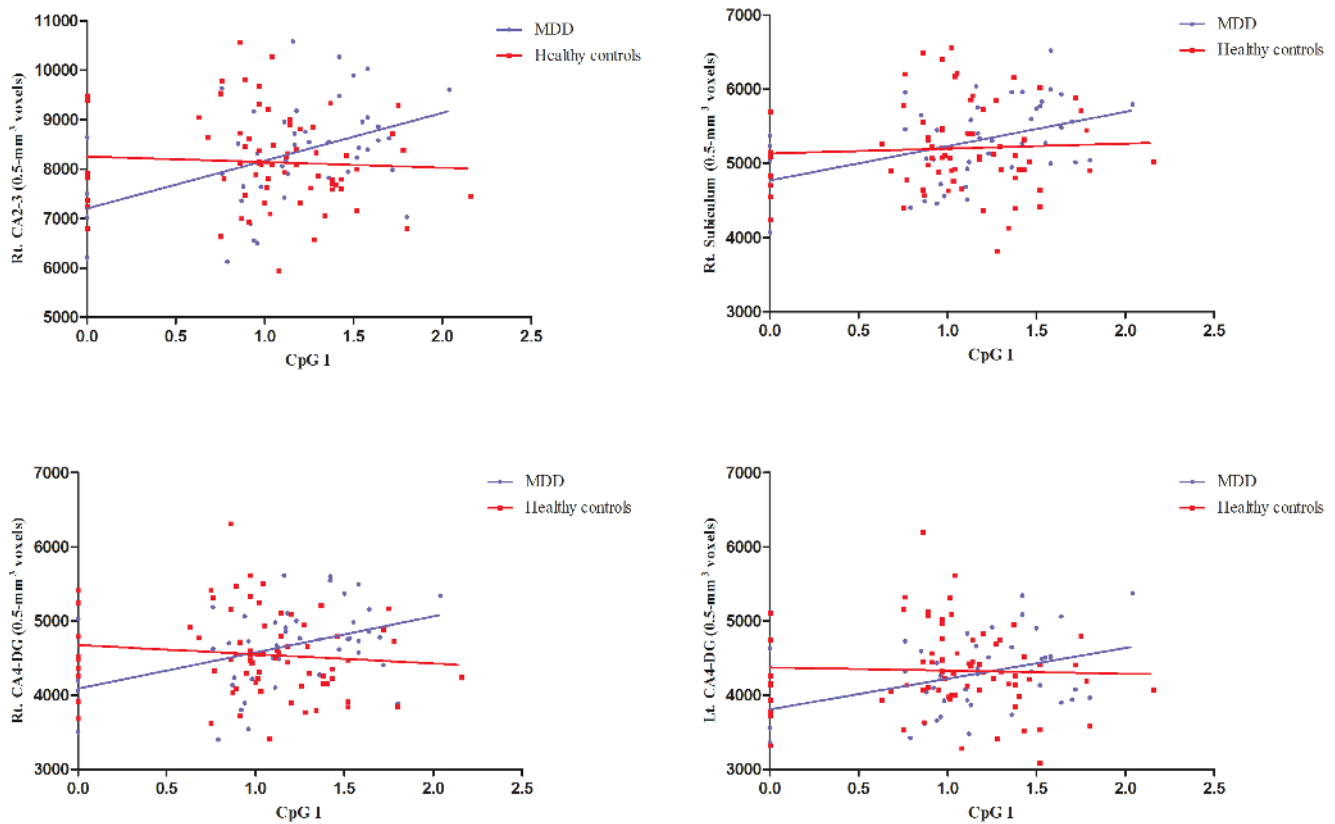 11000
10000
9000
8000
7000
6000
5000
Rt. CA2-3 (0.5-mm³ voxels)
0.0 0.5 1.0 1.5 2.0 2.5
CpG 1
MDD
Healthy controls
7000
6000
5000
4000
3000
Rt. Subiculum (0.5-mm³ voxels)
0.0 0.5 1.0 1.5 2.0 2.5
CpG 1
MDD
Healthy controls
7000
6000
5000
4000
3000
Rt. CA4-DG (0.5-mm³ voxels)
0.0 0.5 1.0 1.5 2.0 2.5
CpG 1
MDD
Healthy controls
7000
6000
5000
4000
3000
Lt. CA4-DG (0.5-mm³ voxels)
0.0 0.5 1.0 1.5 2.0 2.5
CpG 1
MDD
Healthy controls